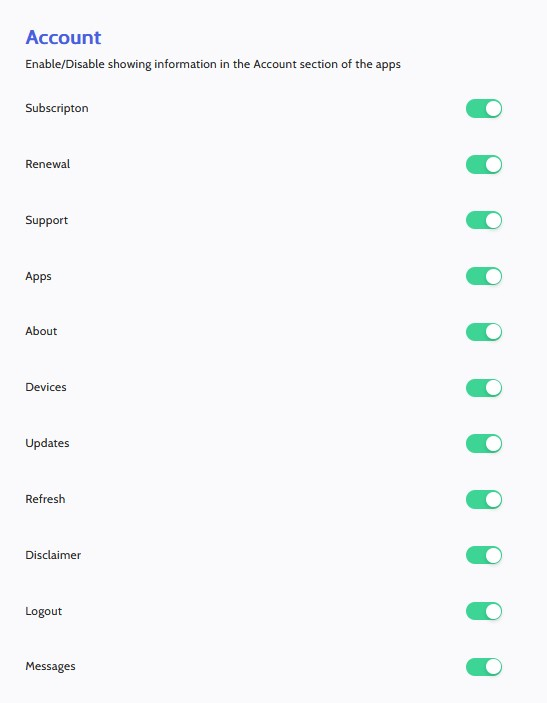 Account
Enable/Disable showing information in the Account section of the apps
Subscripton
Renewal
Support
Apps
About
Devices
Updates
Refresh
Disclaimer
Logout
Messages